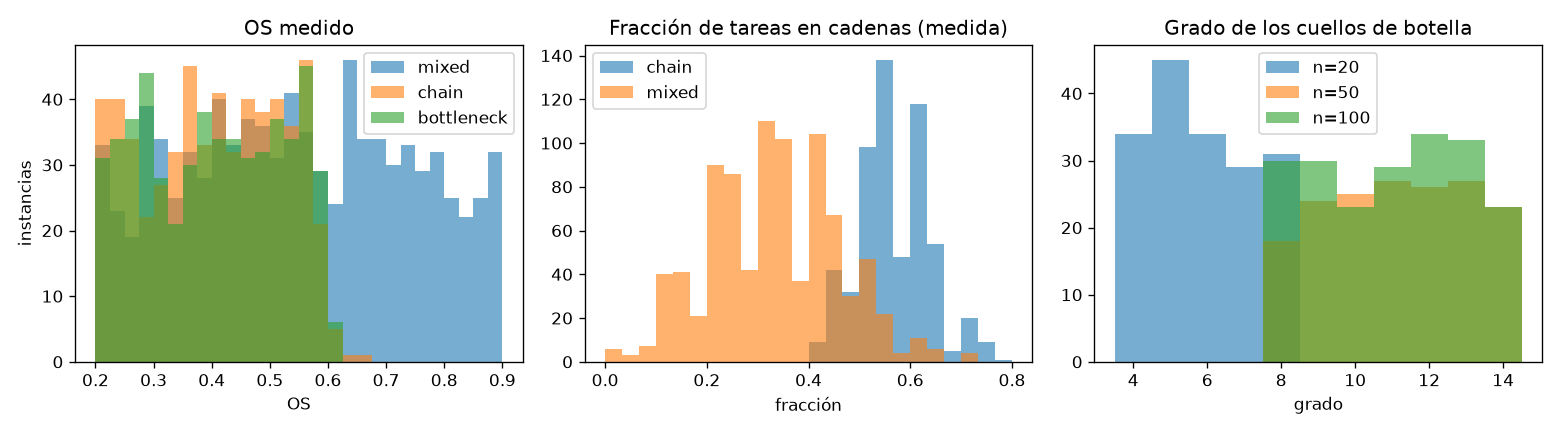 OS medido
mixed
chain
bottleneck
instancias
0
10
20
30
40
0.2
0.3
0.4
0.5
0.6
0.7
0.8
0.9
OS
Fracción de tareas en cadenas (medida)
chain
mixed
0
20
40
60
80
100
120
140
0.0
0.2
0.4
0.6
0.8
fracción
Grado de los cuellos de botella
n=20
n=50
n=100
0
10
20
30
40
4
6
8
10
12
14
grado